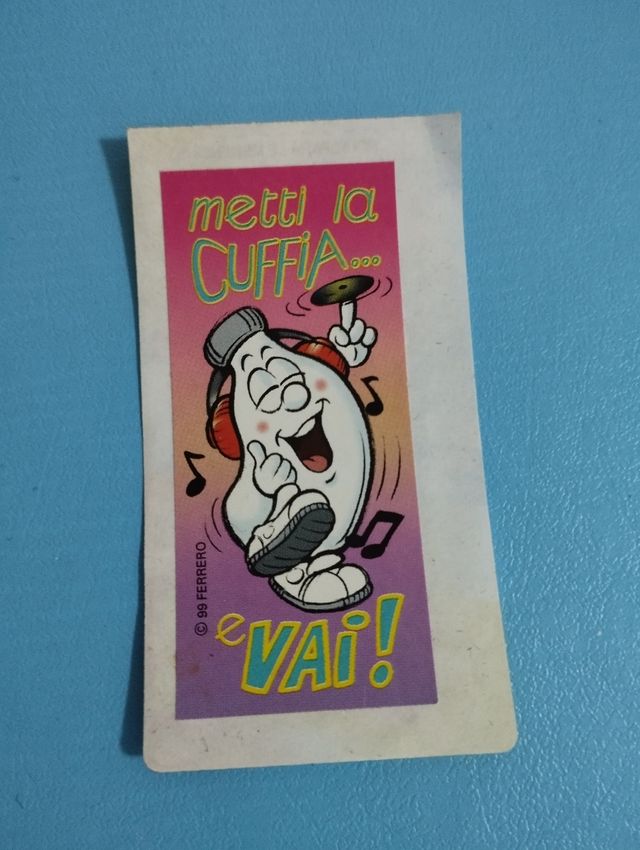 metti la
CUFFiA...
© 99 FERRERO
e VAi!